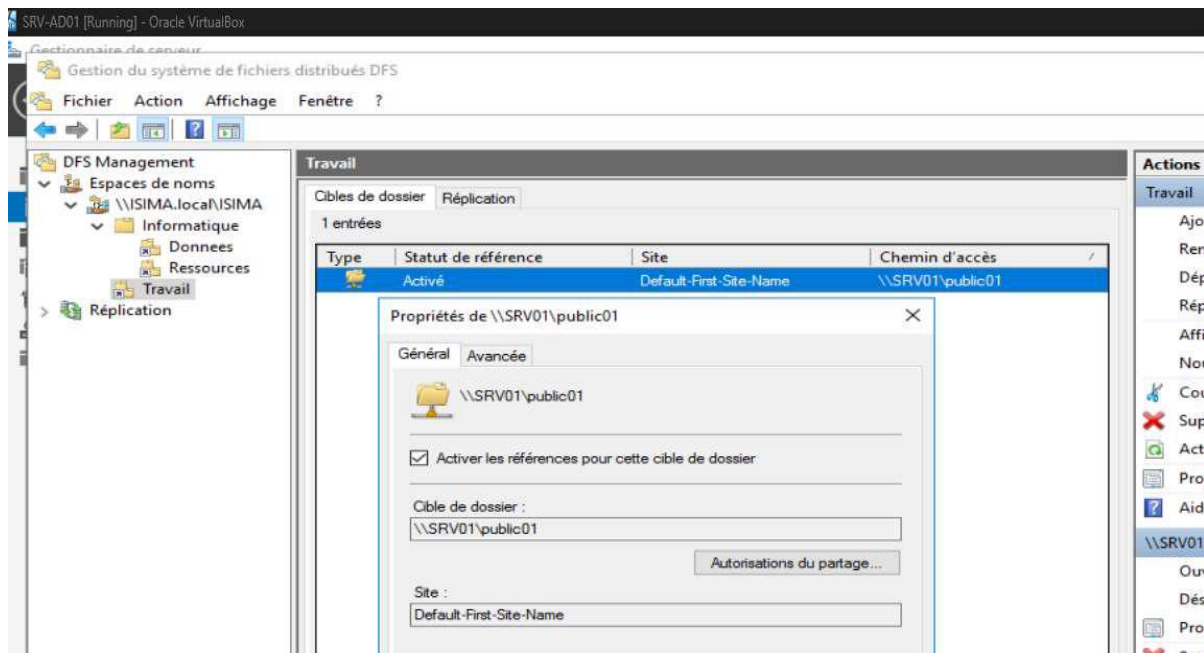 SRV-AD01 [Running] - Oracle VirtualBox
Gestionnaire de serveur
Gestion du système de fichiers distribués DFS
Fichier Action Affichage Fenêtre ?
DFS Management
Espaces de noms
\\ISIMA.local\ISIMA
Informatique
Donnees
Ressources
Travail
Réplication
Travail
Cibles de dossier Réplication
1 entrées
Type Statut de référence Site Chemin d'accès
Activé Default-First-Site-Name \\SRV01\public01
Propriétés de \\SRV01\public01
Général Avancée
\\SRV01\public01
Activer les références pour cette cible de dossier
Cible de dossier :
\\SRV01\public01
Autorisations du partage...
Site :
Default-First-Site-Name
Actions
Travail
Ajo
Dép
Rép
Affi
Cou
Sup
Act
Pro
Aid
\\SRV01
Dés
Pro